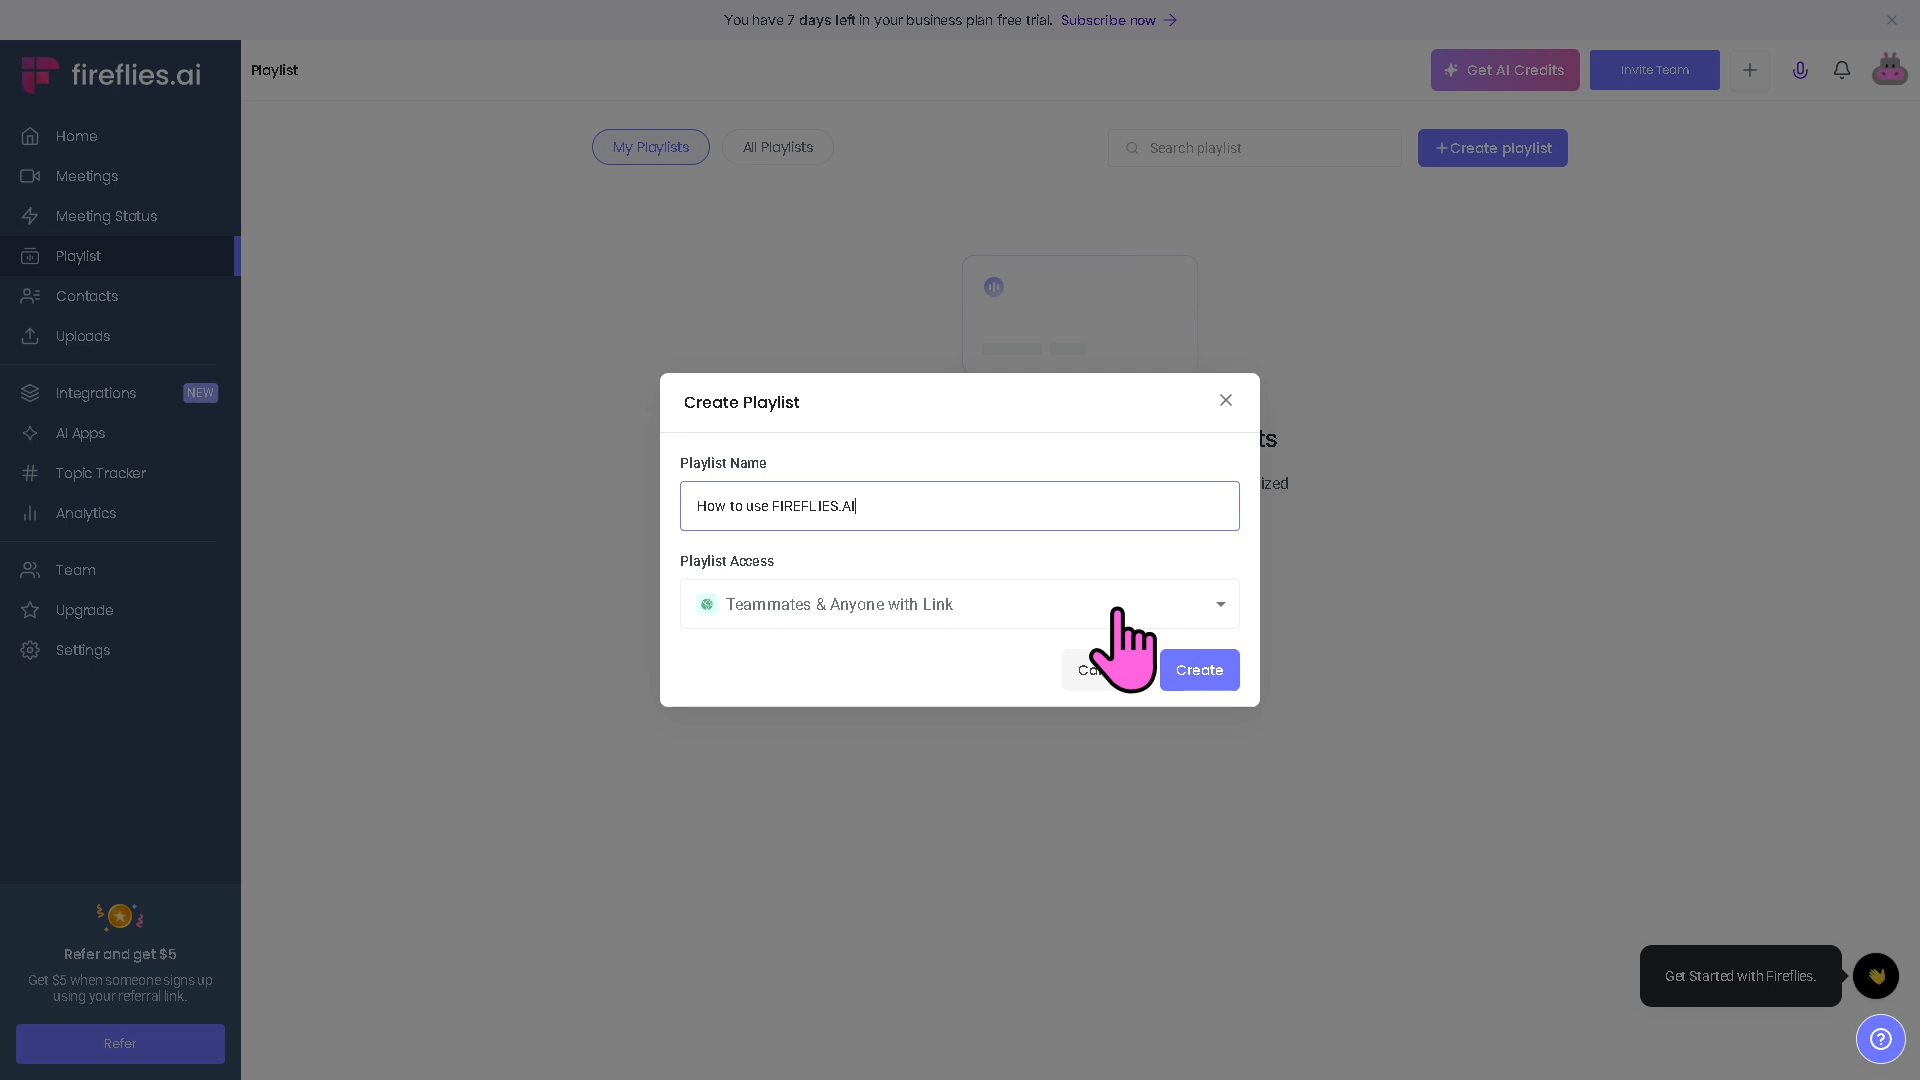 You have 7 days left in your business plan free trial. Subscribe now
fireflies.ai
Playlist
Get AI Credits
Invite Team
Home
Meetings
Meeting Status
Playlist
Contacts
Uploads
Integrations NEW
AI Apps
Topic Tracker
Analytics
Team
Upgrade
Settings
My Playlists
All Playlists
Search playlist
+Create playlist
Create Playlist
Playlist Name
How to use FIREFLIES.AI
Playlist Access
Teammates & Anyone with Link
Create
Refer and get $5
Get $5 when someone signs up
using your referral link.
Refer
Get Started with Fireflies.